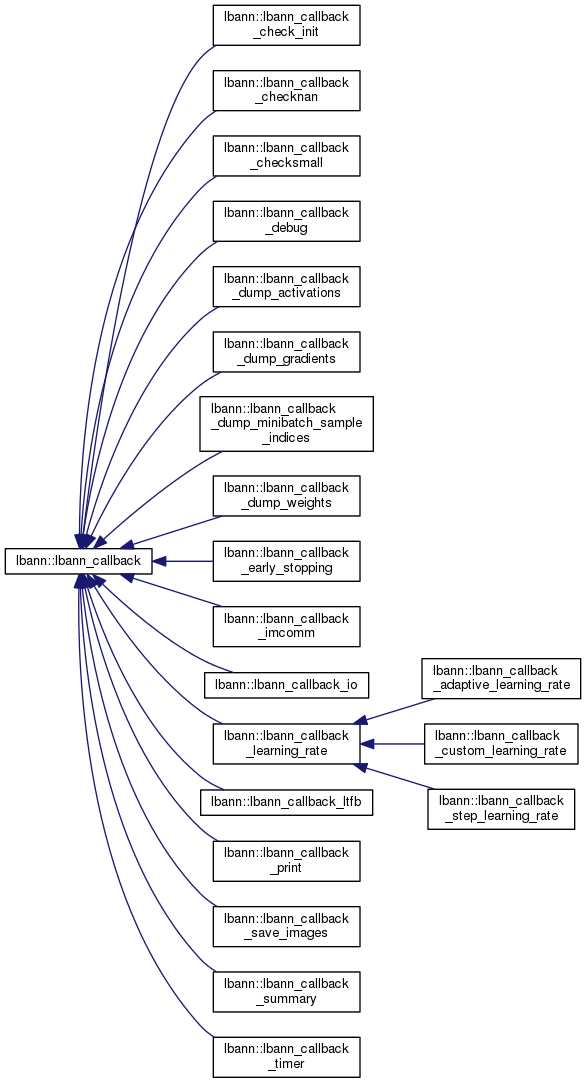 lbann::lbann_callback
_check_init
lbann::lbann_callback
_checknan
lbann::lbann_callback
_checksmall
lbann::lbann_callback
_debug
lbann::lbann_callback
_dump_activations
lbann::lbann_callback
_dump_gradients
lbann::lbann_callback
_dump_minibatch_sample
_indices
lbann::lbann_callback
_dump_weights
lbann::lbann_callback
lbann::lbann_callback
_early_stopping
lbann::lbann_callback
_imcomm
lbann::lbann_callback_io
lbann::lbann_callback
_learning_rate
lbann::lbann_callback
_adaptive_learning_rate
lbann::lbann_callback
_custom_learning_rate
lbann::lbann_callback
_step_learning_rate
lbann::lbann_callback_ltfb
lbann::lbann_callback
_print
lbann::lbann_callback
_save_images
lbann::lbann_callback
_summary
lbann::lbann_callback
_timer